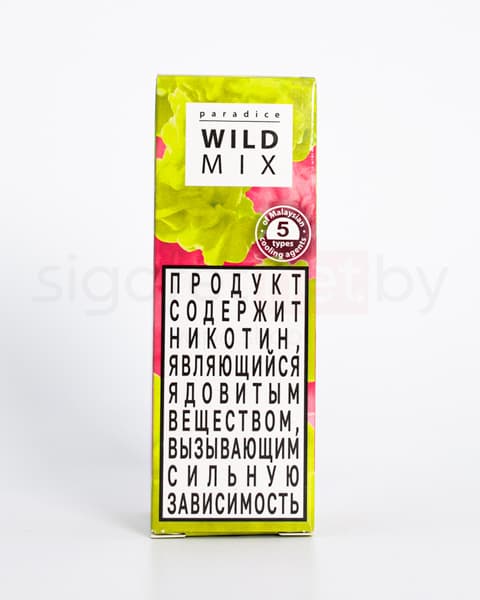 paradice
WILD
MIX
of Malaysian
5
types
cooling agents
ПРОДУКТ
СОДЕРЖИТ
НИКОТИН,
ЯВЛЯЮЩИЙСЯ
ЯДОВИТЫМ
ВЕЩЕСТВОМ,
ВЫЗЫВАЮЩИМ
СИЛЬНУЮ
ЗАВИСИМОСТЬ